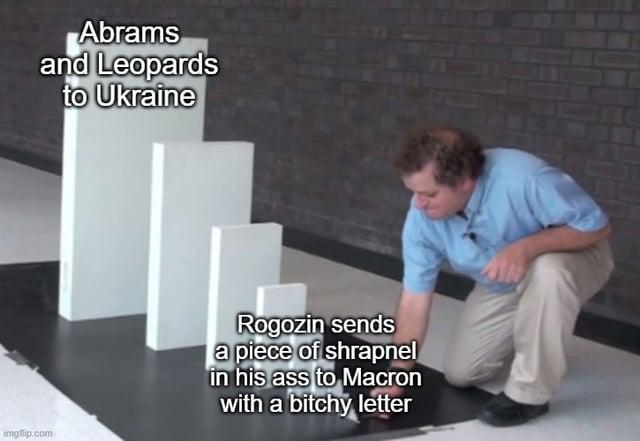 Abrams
and Leopards
to Ukraine
Rogozin sends
a piece of shrapnel
in his ass to Macron
with a bitchy letter
imgflip.com